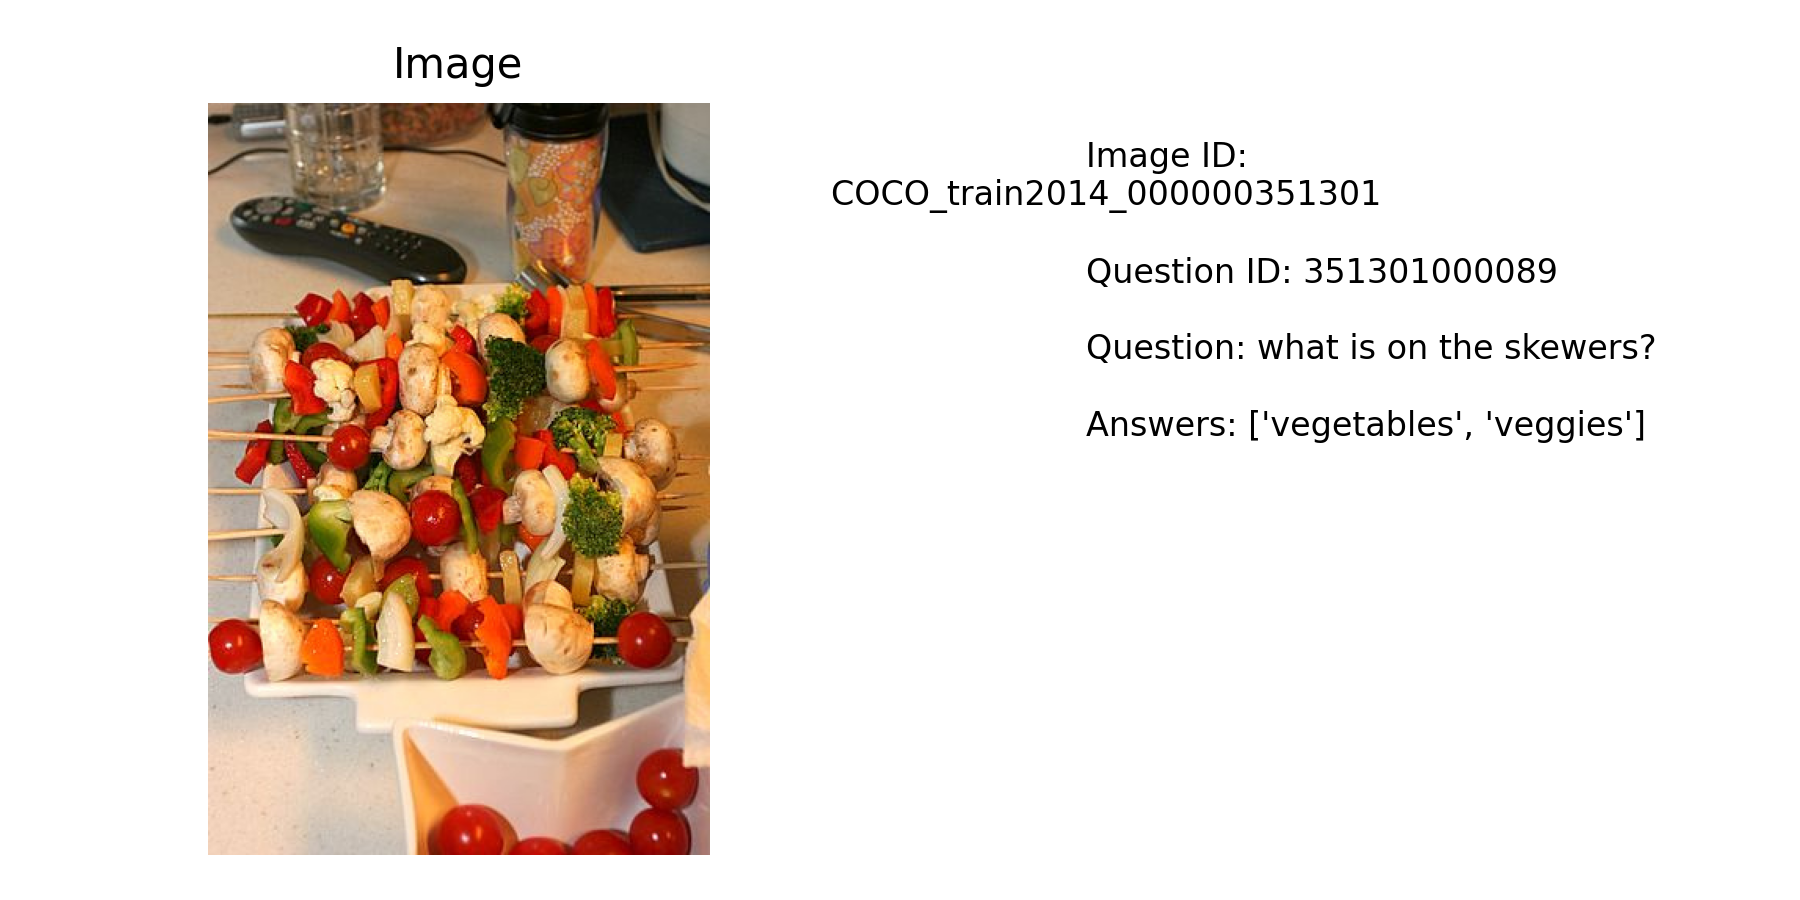 Image
Image ID:
COCO_train2014_000000351301
Question ID: 351301000089
Question: what is on the skewers?
Answers: ['vegetables', 'veggies']